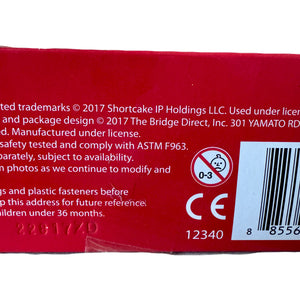 ted trademarks © 2017 Shortcake IP Holdings LLC. Used under licen
and package design © 2017 The Bridge Direct, Inc. 301 YAMATO RD
ed. Manufactured under license.
safety tested and comply with ASTM F963.
parately, subject to availability.
m photos as we continue to modify and
gs and plastic fasteners before
p this address for future reference.
children under 36 months.
0-3
CE
12340
8 8556